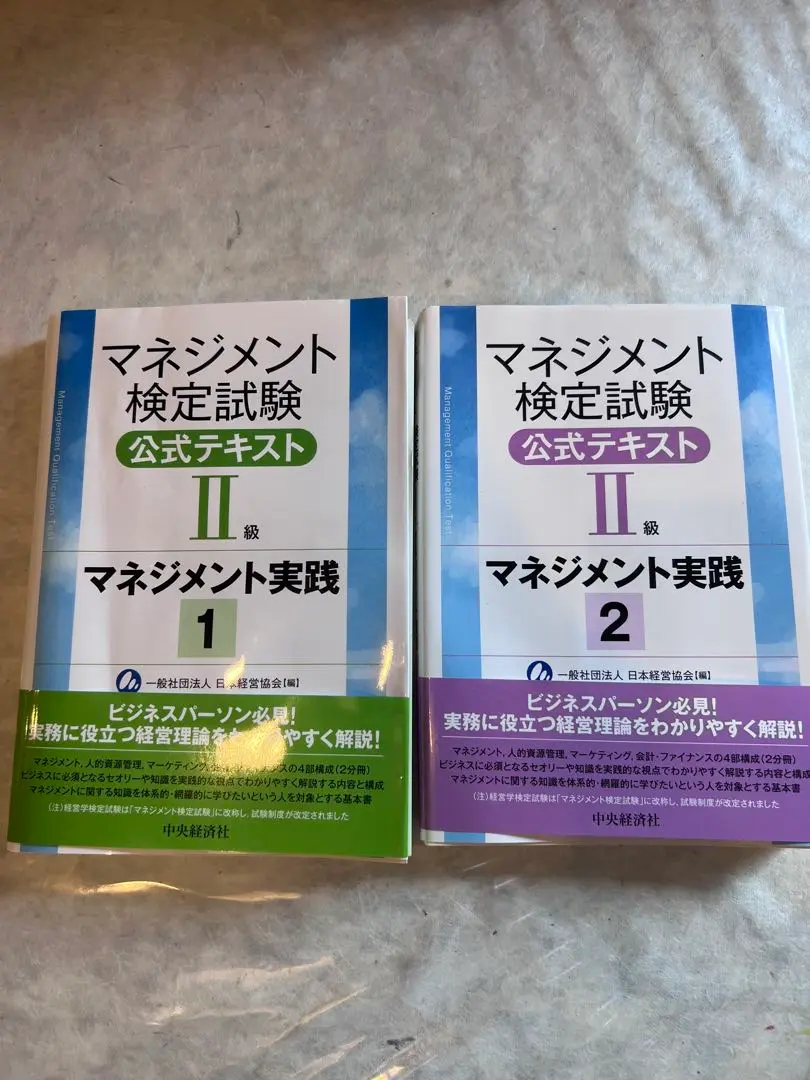 マネジメント
検定試験
公式テキスト
II級
マネジメント実践
1
一般社団法人 日本経営協会【編】
Management Qualification Test
ビジネスパーソン必見!
実務に役立つ経営理論をわかりやすく解説!
マネジメント,人的資源管理,マーケティング,の4部構成(2分冊)
ビジネスに必須となるセオリーや知識を実践的な視点でわかりやすく解説する内容と構成
マネジメントに関する知識を体系的・網羅的に学びたいという人を対象とする基本書
(注)経営学検定試験は「マネジメント検定試験」に改称し,試験制度が改定されました
中央経済社
マネジメント
検定試験
公式テキスト
II級
マネジメント実践
2
一般社団法人 日本経営協会【編】
Management Qualification Test
ビジネスパーソン必見!
実務に役立つ経営理論をわかりやすく解説!
マネジメント,人的資源管理,マーケティング,会計・ファイナンスの4部構成(2分冊)
ビジネスに必須となるセオリーや知識を実践的な視点でわかりやすく解説する内容と構成
マネジメントに関する知識を体系的・網羅的に学びたいという人を対象とする基本書
(注)経営学検定試験は「マネジメント検定試験」に改称し,試験制度が改定されました
中央経済社